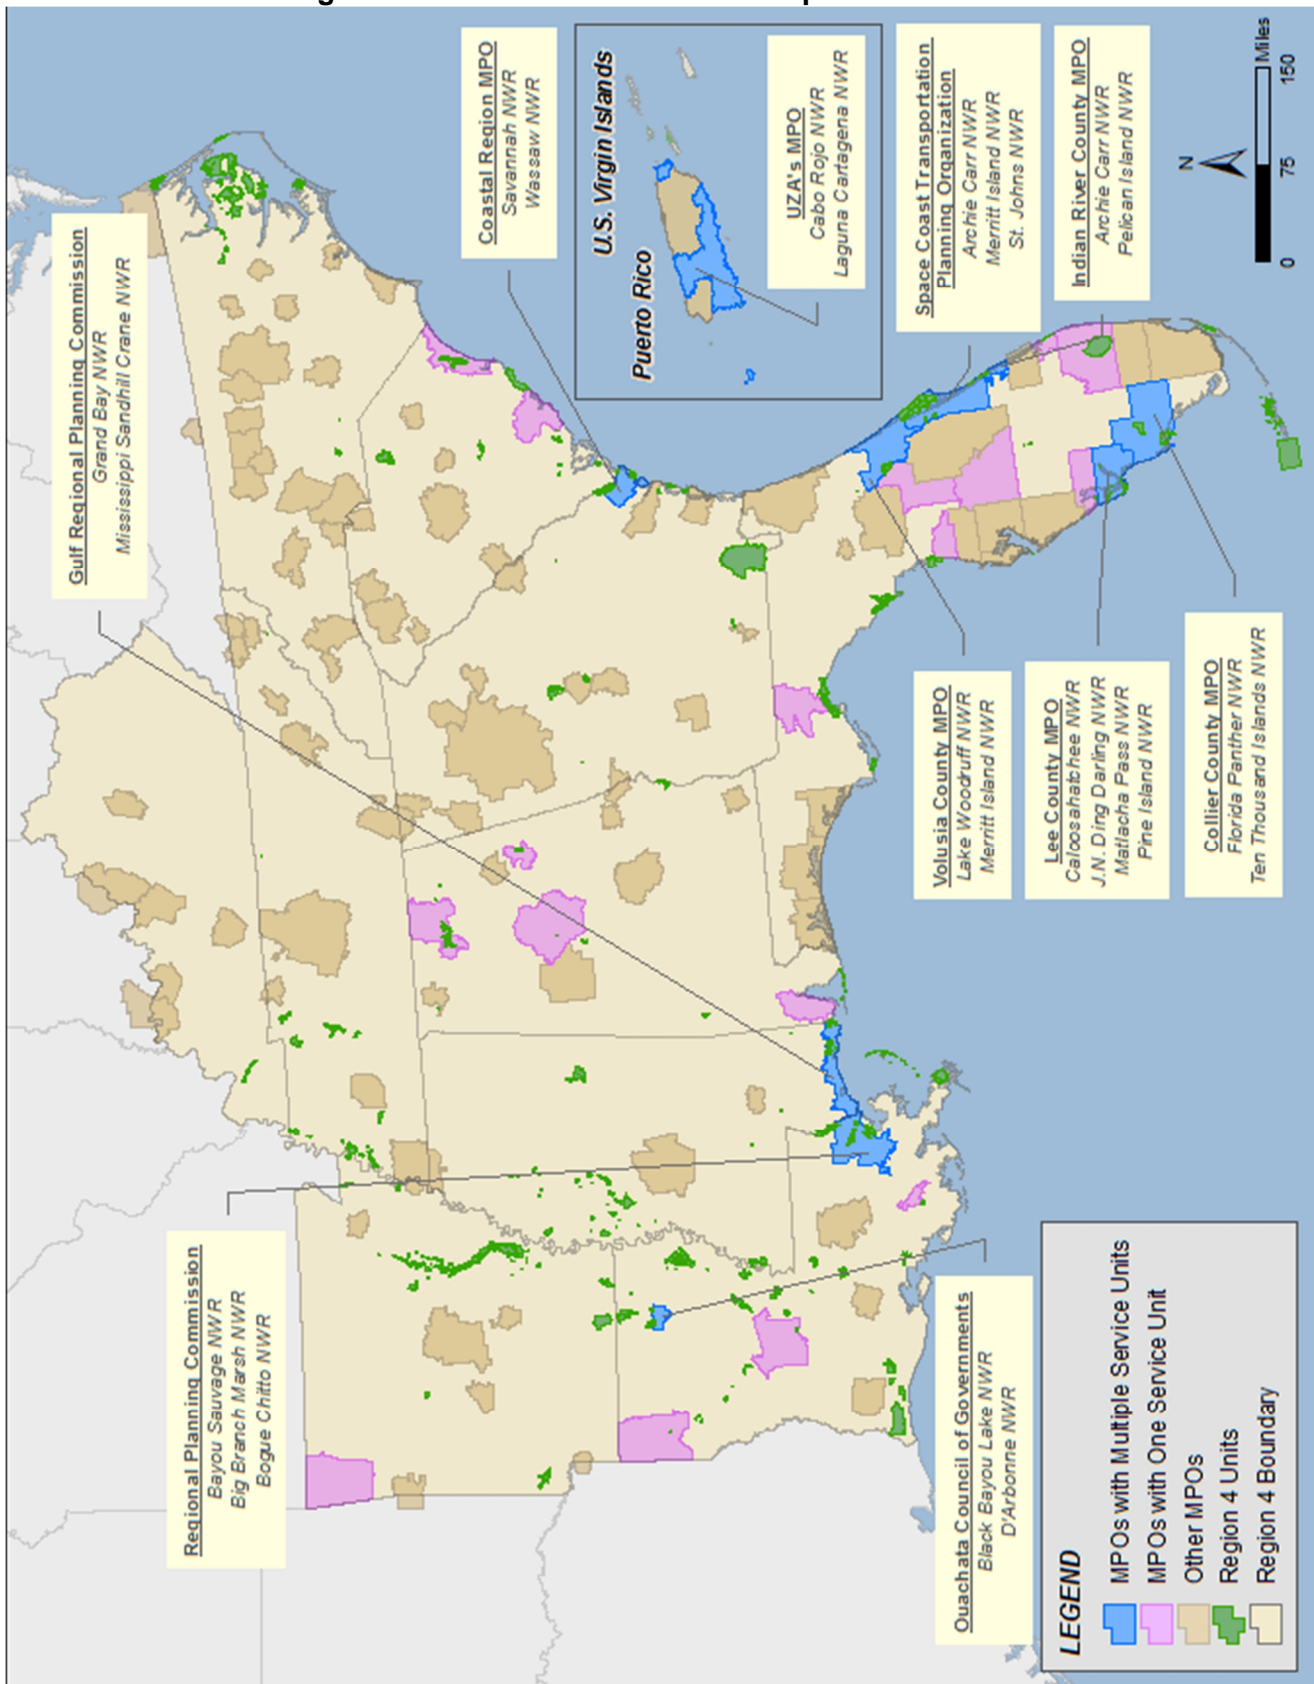 Gulf Regional Planning Commission
Grand Bay NWR
Mississippi Sandhill Crane NWR
Coastal Region MPO
Savannah NWR
Wassaw NWR
Puerto Rico
U.S. Virgin Islands
UZA's MPO
Cabo Rojo NWR
Laguna Cartagena NWR
Space Coast Transportation
Planning Organization
Archie Carr NWR
Merritt Island NWR
St. Johns NWR
Indian River County MPO
Archie Carr NWR
Pelican Island NWR
N
0 75 150
Miles
Regional Planning Commission
Bayou Sauvage NWR
Big Branch Marsh NWR
Bogue Chitto NWR
Ouachata Council of Governments
Black Bayou Lake NWR
D'Arbonne NWR
Volusia County MPO
Lake Woodruff NWR
Merritt Island NWR
Lee County MPO
Caloosahatchee NWR
J.N. Ding Darling NWR
Matlacha Pass NWR
Pine Island NWR
Collier County MPO
Florida Panther NWR
Ten Thousand Islands NWR
LEGEND
MPOs with Multiple Service Units
MPOs with One Service Unit
Other MPOs
Region 4 Units
Region 4 Boundary